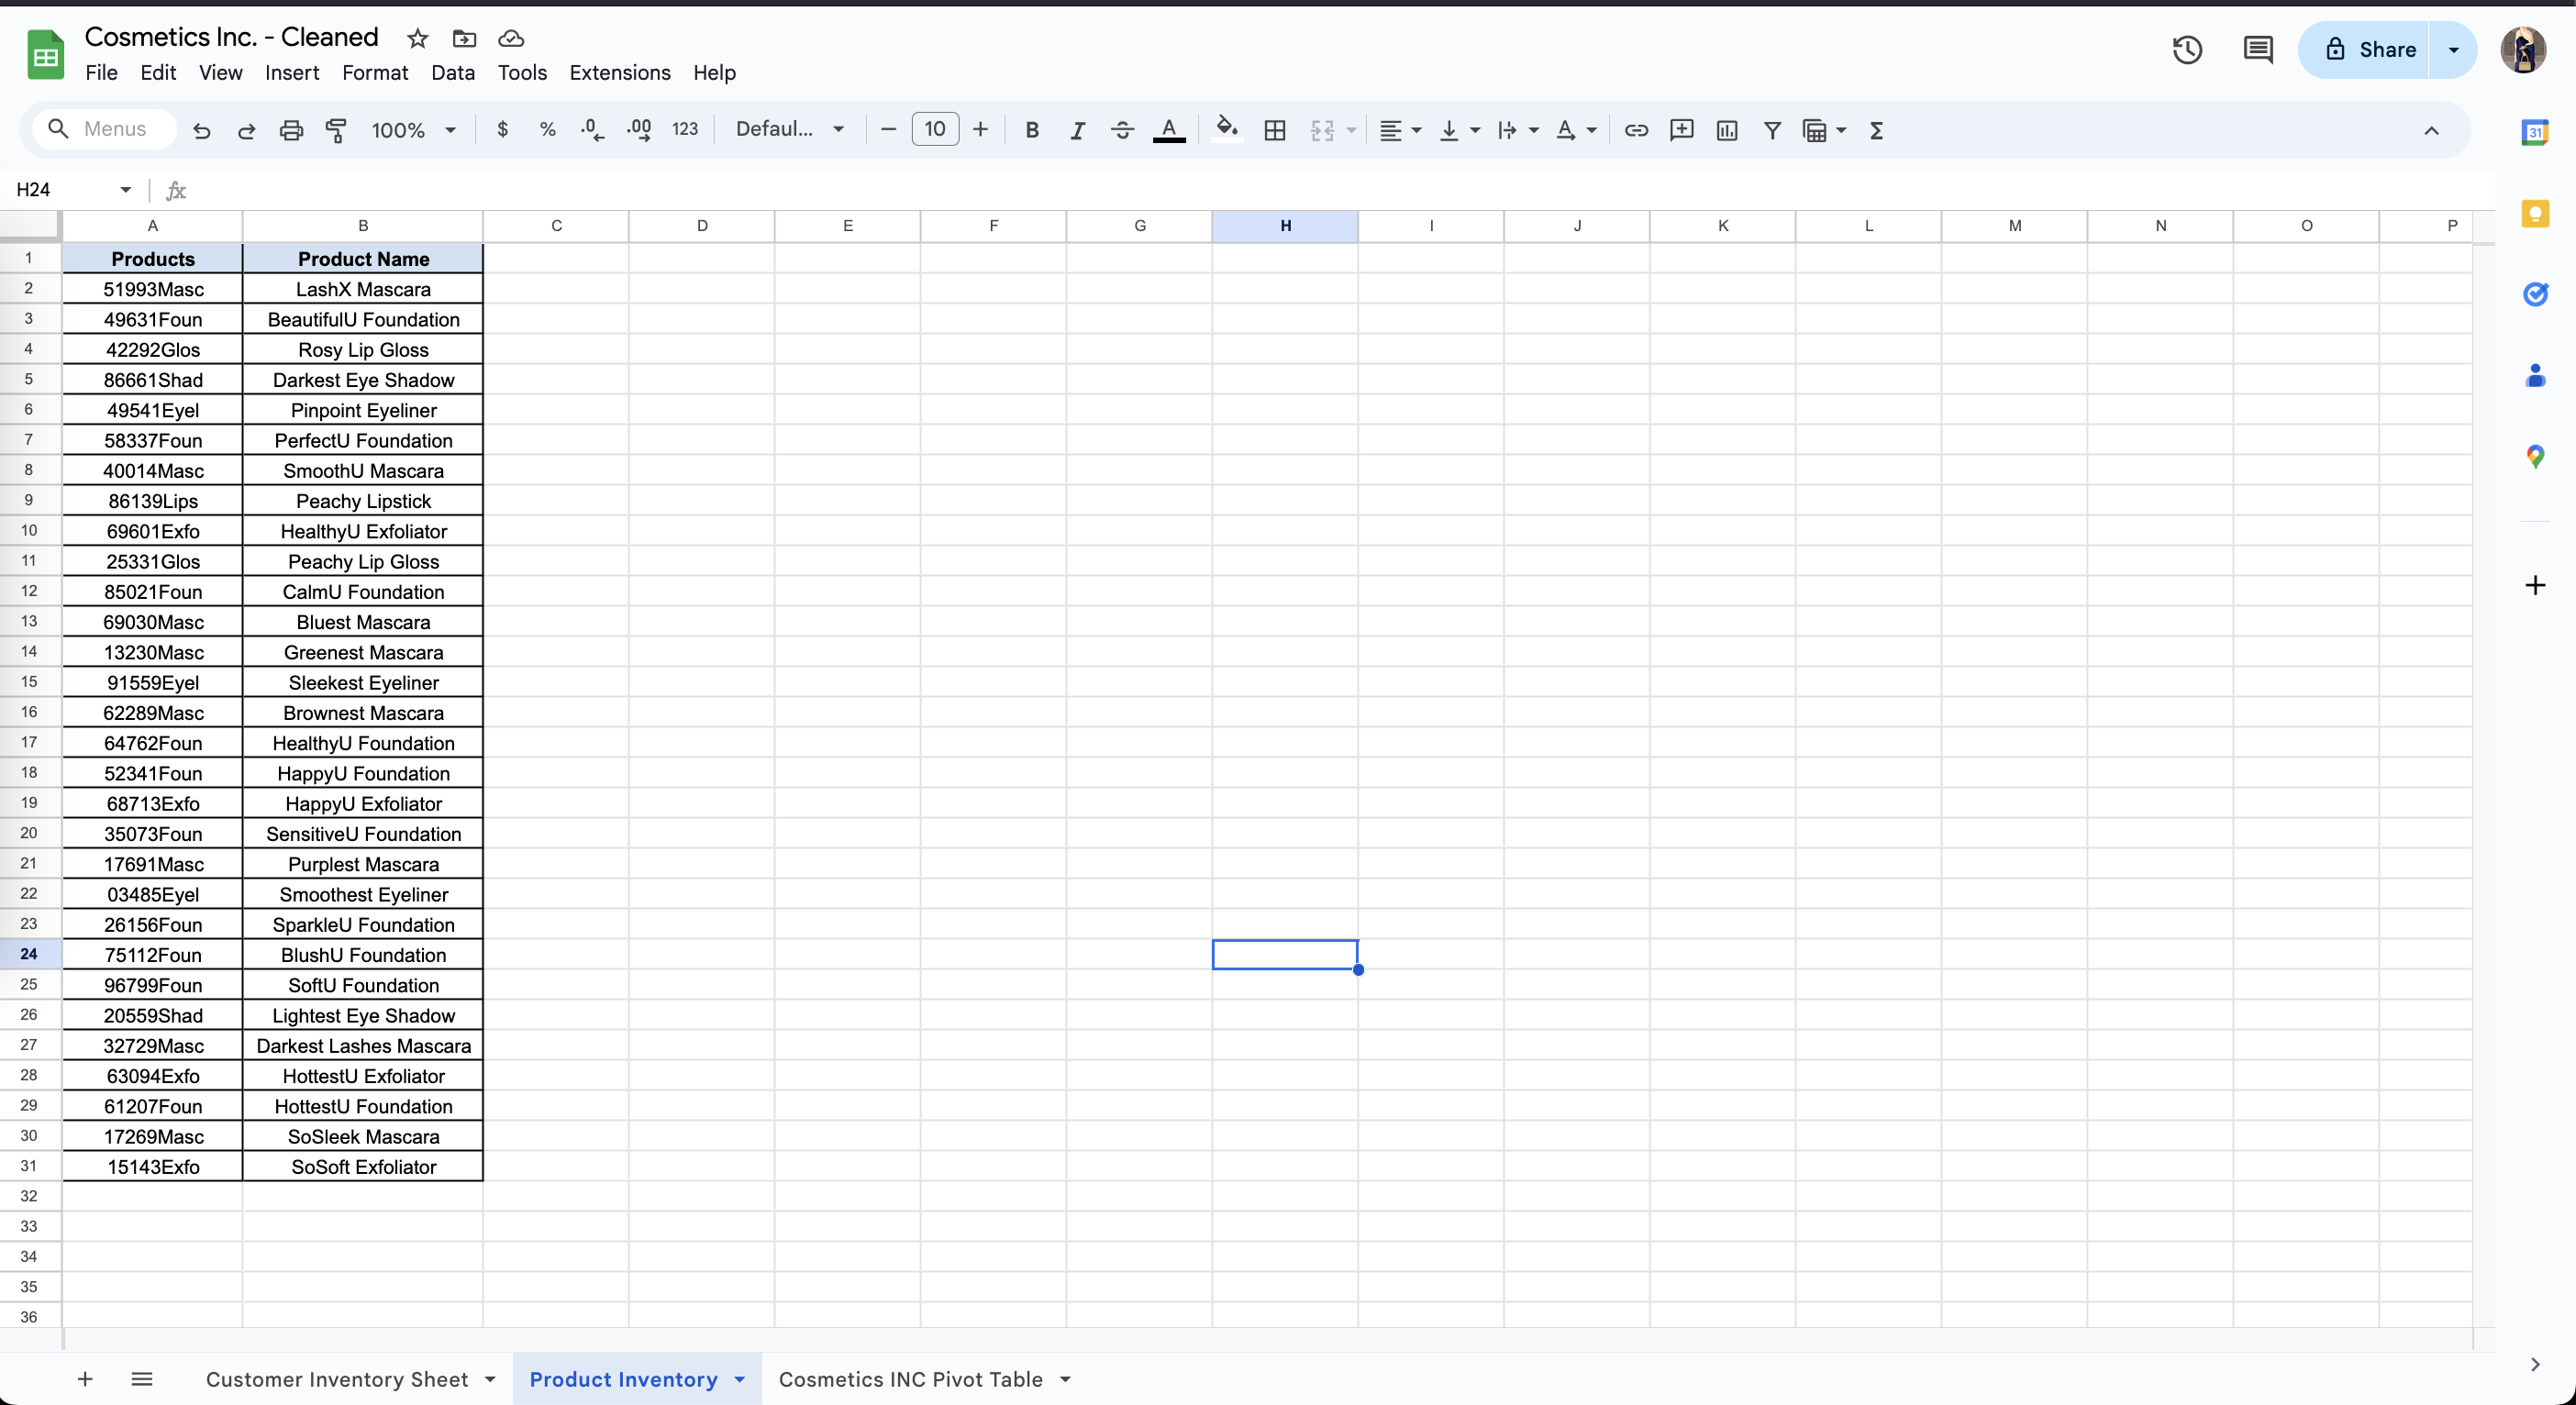 Cosmetics Inc. - Cleaned
File Edit View Insert Format Data Tools Extensions Help
Share
Menus 100% $ % .0 .00 123 Defaul... 10 B I A
31
H24 fx
A B C D E F G H I J K L M N O P
1 Products Product Name
2 51993Masc LashX Mascara
3 49631Foun BeautifulU Foundation
4 42292Glos Rosy Lip Gloss
5 86661Shad Darkest Eye Shadow
6 49541Eyel Pinpoint Eyeliner
7 58337Foun PerfectU Foundation
8 40014Masc SmoothU Mascara
9 86139Lips Peachy Lipstick
10 69601Exfo HealthyU Exfoliator
11 25331Glos Peachy Lip Gloss
12 85021Foun CalmU Foundation
13 69030Masc Bluest Mascara
14 13230Masc Greenest Mascara
15 91559Eyel Sleekest Eyeliner
16 62289Masc Brownest Mascara
17 64762Foun HealthyU Foundation
18 52341Foun HappyU Foundation
19 68713Exfo HappyU Exfoliator
20 35073Foun SensitiveU Foundation
21 17691Masc Purplest Mascara
22 03485Eyel Smoothest Eyeliner
23 26156Foun SparkleU Foundation
24 75112Foun BlushU Foundation
25 96799Foun SoftU Foundation
26 20559Shad Lightest Eye Shadow
27 32729Masc Darkest Lashes Mascara
28 63094Exfo HottestU Exfoliator
29 61207Foun HottestU Foundation
30 17269Masc SoSleek Mascara
31 15143Exfo SoSoft Exfoliator
32
33
34
35
36
Customer Inventory Sheet Product Inventory Cosmetics INC Pivot Table